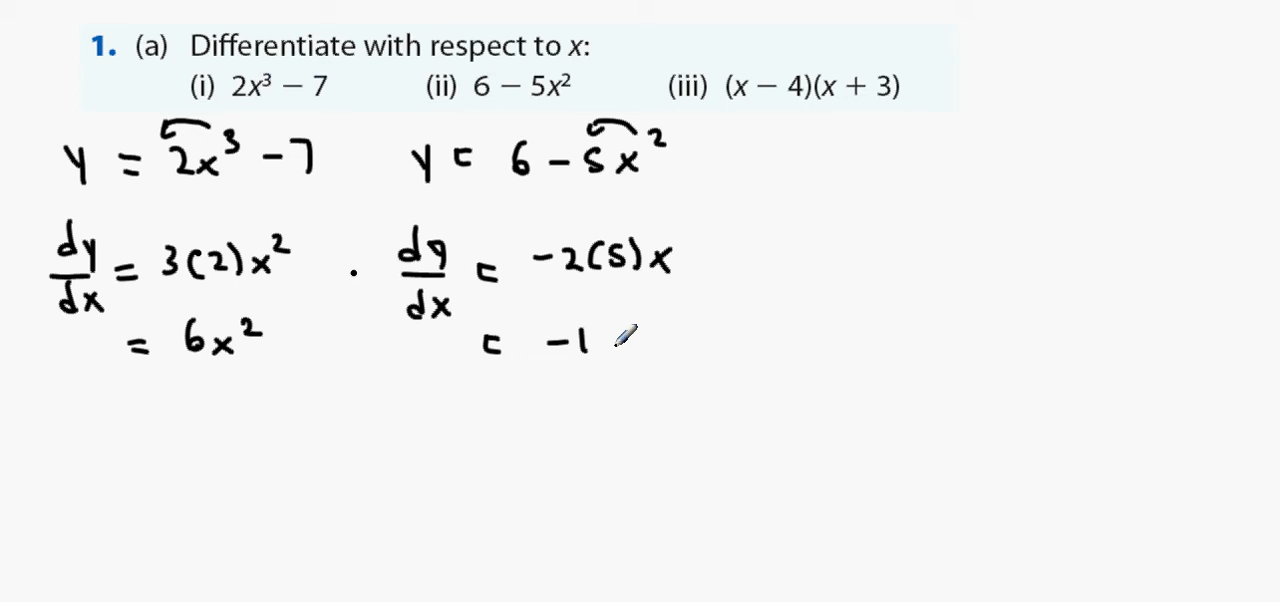 1. (a) Differentiate with respect to x:
(i) 2x³ − 7 (ii) 6 − 5x² (iii) (x − 4)(x + 3)
y = 2x³ − 7 y = 6 − 5x²
dy/dx = 3(2)x² . dy/dx = −2(5)x
= 6x² = −1